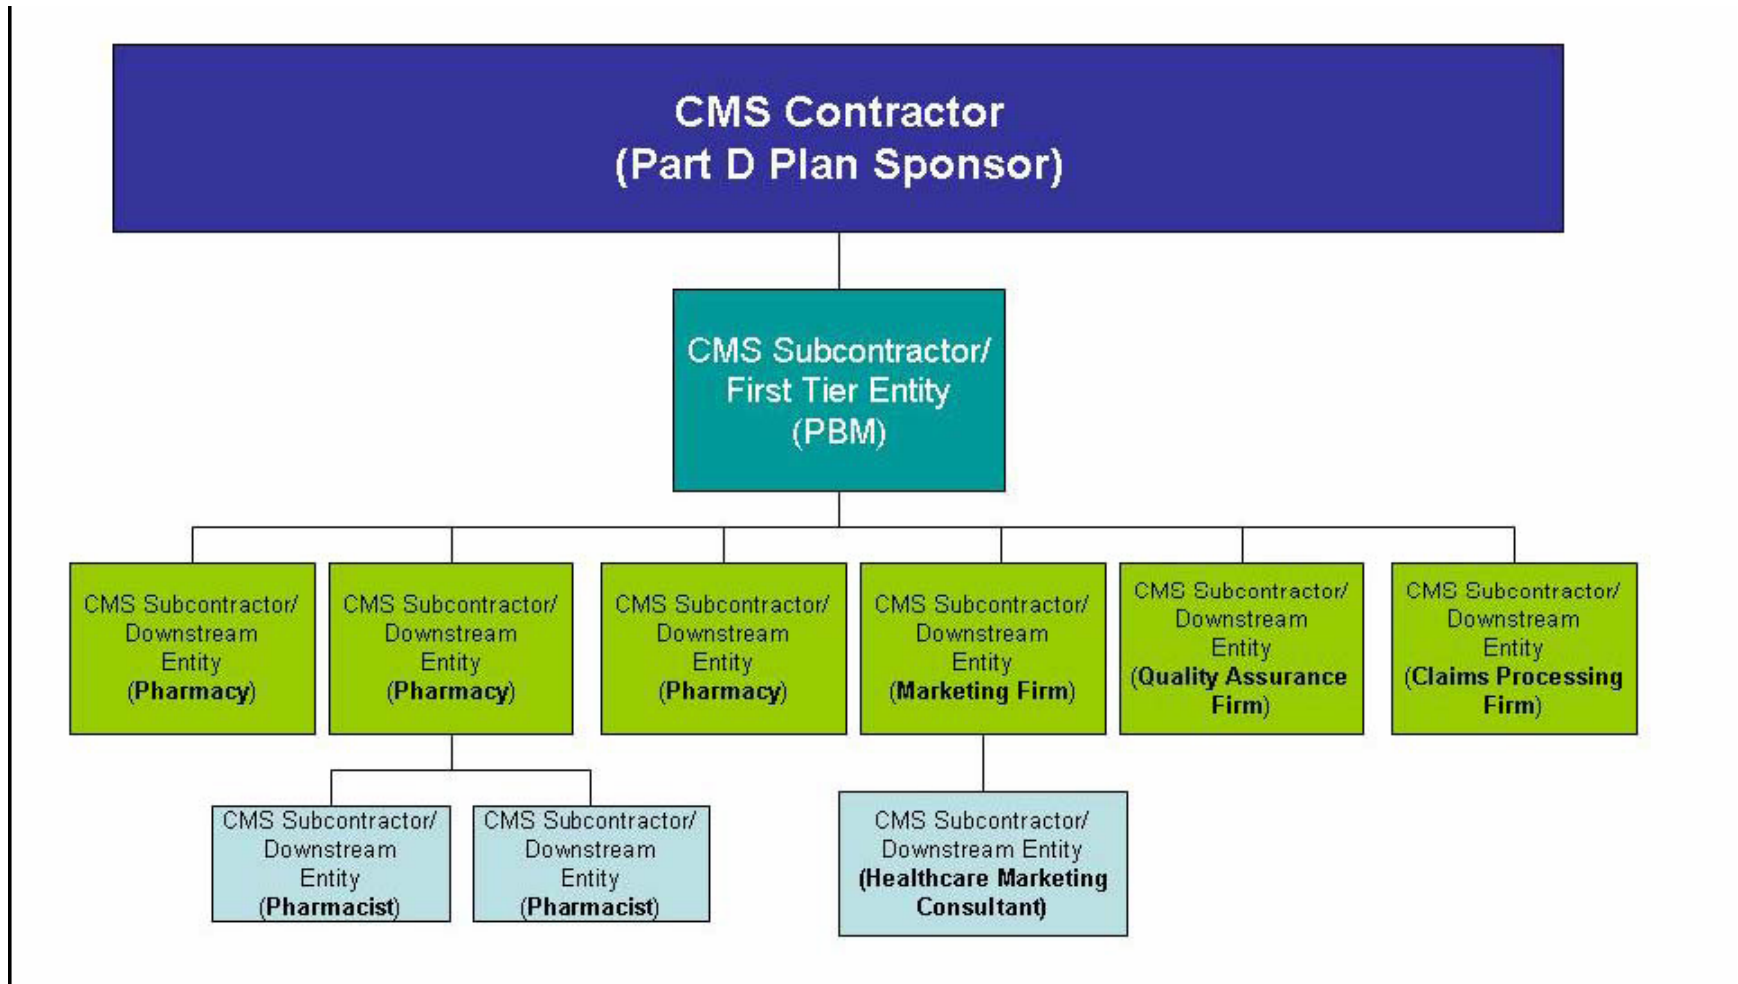 CMS Contractor
(Part D Plan Sponsor)
CMS Subcontractor/
First Tier Entity
(PBM)
CMS Subcontractor/
Downstream
Entity
(Pharmacy)
CMS Subcontractor/
Downstream
Entity
(Pharmacy)
CMS Subcontractor/
Downstream
Entity
(Pharmacy)
CMS Subcontractor/
Downstream
Entity
(Marketing Firm)
CMS Subcontractor/
Downstream
Entity
(Quality Assurance
Firm)
CMS Subcontractor/
Downstream
Entity
(Claims Processing
Firm)
CMS Subcontractor/
Downstream
Entity
(Pharmacist)
CMS Subcontractor/
Downstream
Entity
(Pharmacist)
CMS Subcontractor/
Downstream Entity
(Healthcare Marketing
Consultant)